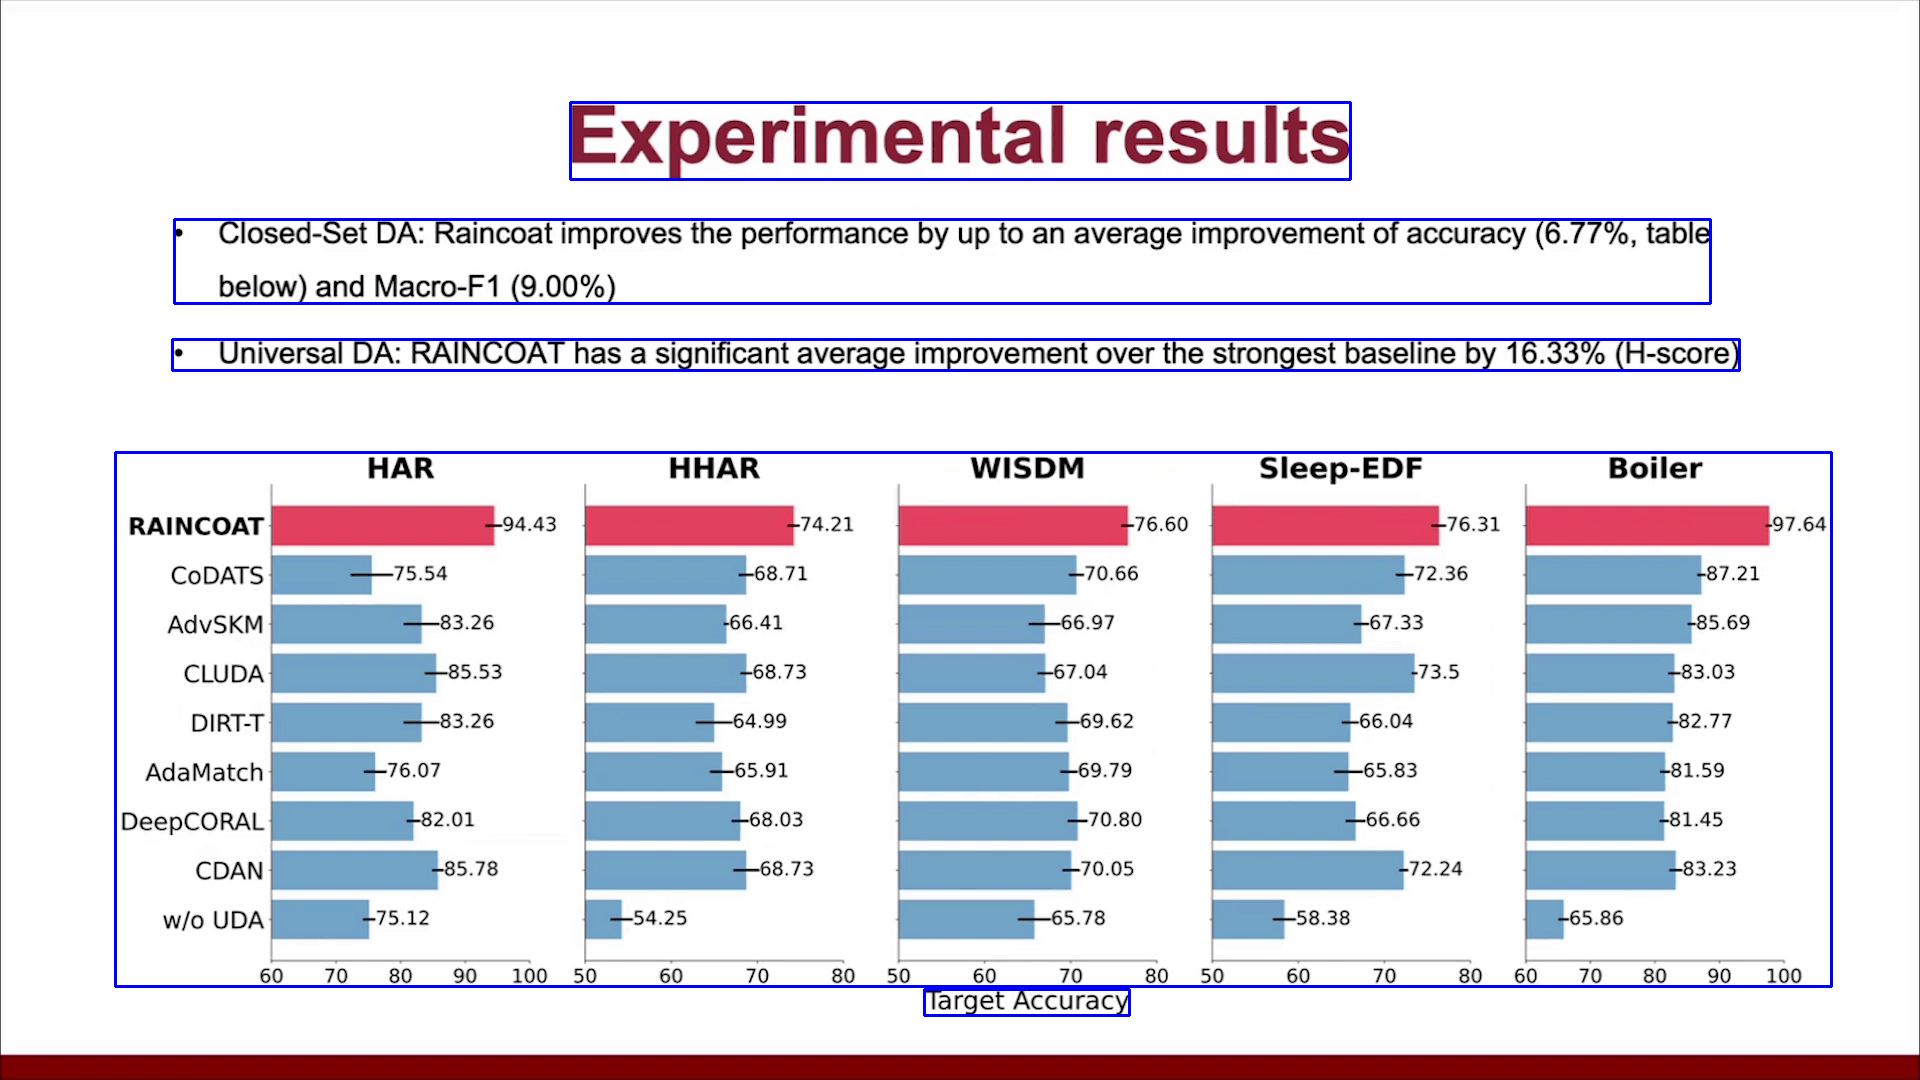 Experimental results
• Closed-Set DA: Raincoat improves the performance by up to an average improvement of accuracy (6.77%, table
below) and Macro-F1 (9.00%)
• Universal DA: RAINCOAT has a significant average improvement over the strongest baseline by 16.33% (H-score)
HAR HHAR WISDM Sleep-EDF Boiler
RAINCOAT 94.43 74.21 76.60 76.31 97.64
CoDATS 75.54 68.71 70.66 72.36 87.21
AdvSKM 83.26 66.41 66.97 67.33 85.69
CLUDA 85.53 68.73 67.04 73.5 83.03
DIRT-T 83.26 64.99 69.62 66.04 82.77
AdaMatch 76.07 65.91 69.79 65.83 81.59
DeepCORAL 82.01 68.03 70.80 66.66 81.45
CDAN 85.78 68.73 70.05 72.24 83.23
w/o UDA 75.12 54.25 65.78 58.38 65.86
60 70 80 90 100 50 60 70 80 50 60 70 80 50 60 70 80 60 70 80 90 100
Target Accuracy